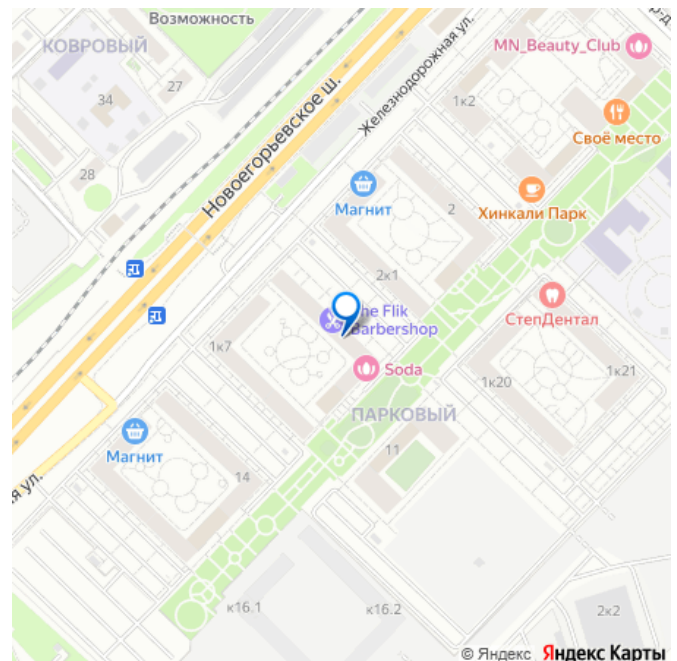 Возможность
КОВРОВЫЙ
MN_Beauty_Club
27
34
1к2
Железнодорожная ул.
Своё место
28
Новоегорьевское ш.
Магнит
2
Хинкали Парк
2к1
The Flik
Barbershop
СтепДентал
1к7
Soda
1к20
1к21
ПАРКОВЫЙ
Магнит
11
14
ул.
к16.1
к16.2
2к2
© Яндекс Яндекс Карты